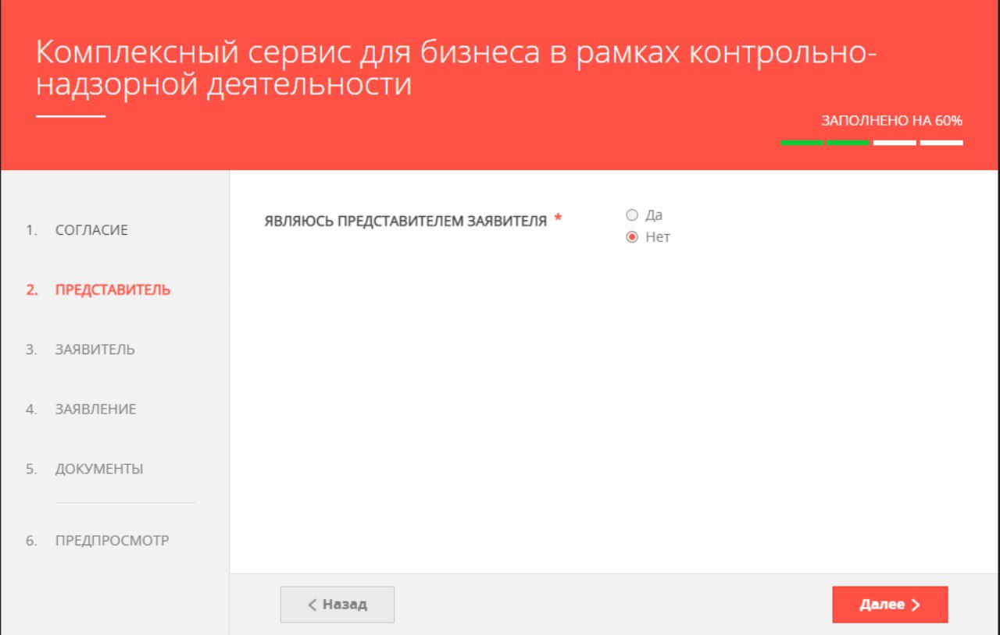 Комплексный сервис для бизнеса в рамках контрольно-
надзорной деятельности
ЗАПОЛНЕНО НА 60%
1. СОГЛАСИЕ
2. ПРЕДСТАВИТЕЛЬ
3. ЗАЯВИТЕЛЬ
4. ЗАЯВЛЕНИЕ
5. ДОКУМЕНТЫ
6. ПРЕДПРОСМОТР
ЯВЛЯЮСЬ ПРЕДСТАВИТЕЛЕМ ЗАЯВИТЕЛЯ *
Да
Нет
Назад
Далее